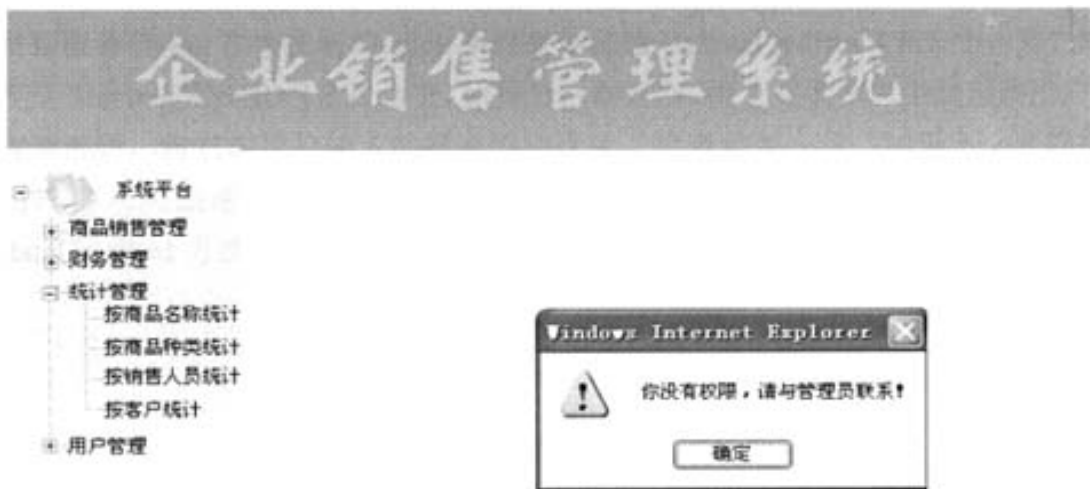 企业销售管理系统
系统平台
商品销售管理
财务管理
统计管理
按商品名称统计
按商品种类统计
按销售人员统计
按客户统计
用户管理
Windows Internet Explorer
你没有权限，请与管理员联系!
确定